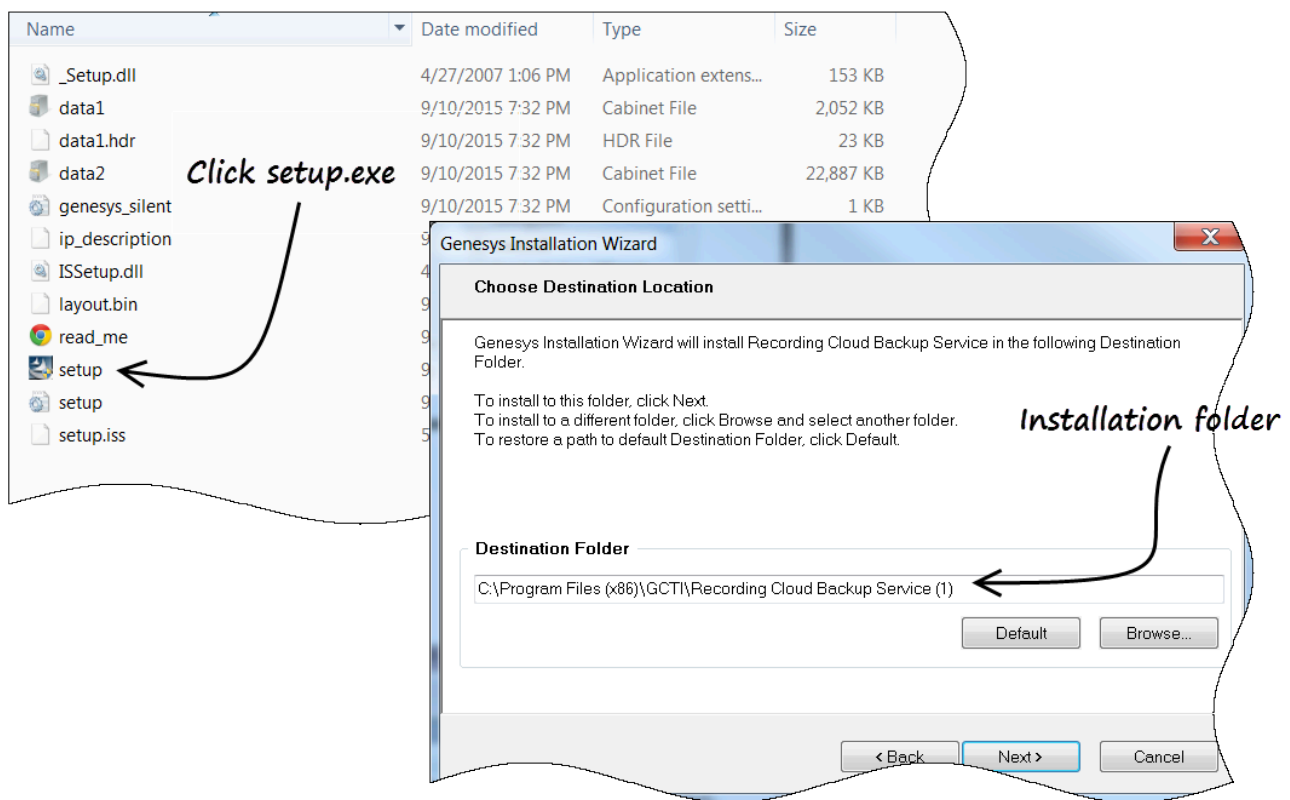 Name Date modified Type Size
_Setup.dll 4/27/2007 1:06 PM Application extens... 153 KB
data1 9/10/2015 7:32 PM Cabinet File 2,052 KB
data1.hdr 9/10/2015 7:32 PM HDR File 23 KB
data2 9/10/2015 7:32 PM Cabinet File 22,887 KB
Click setup.exe
genesys_silent 9/10/2015 7:32 PM Configuration setti... 1 KB
ip_description 9
ISSetup.dll 4
layout.bin 9
read_me 9
setup 9
setup 9
setup.iss 5
Genesys Installation Wizard
Choose Destination Location
Genesys Installation Wizard will install Recording Cloud Backup Service in the following Destination
Folder.
To install to this folder, click Next.
To install to a different folder, click Browse and select another folder.
To restore a path to default Destination Folder, click Default.
Installation folder
Destination Folder
C:\Program Files (x86)\GCTI\Recording Cloud Backup Service (1)
Default Browse...
< Back Next > Cancel